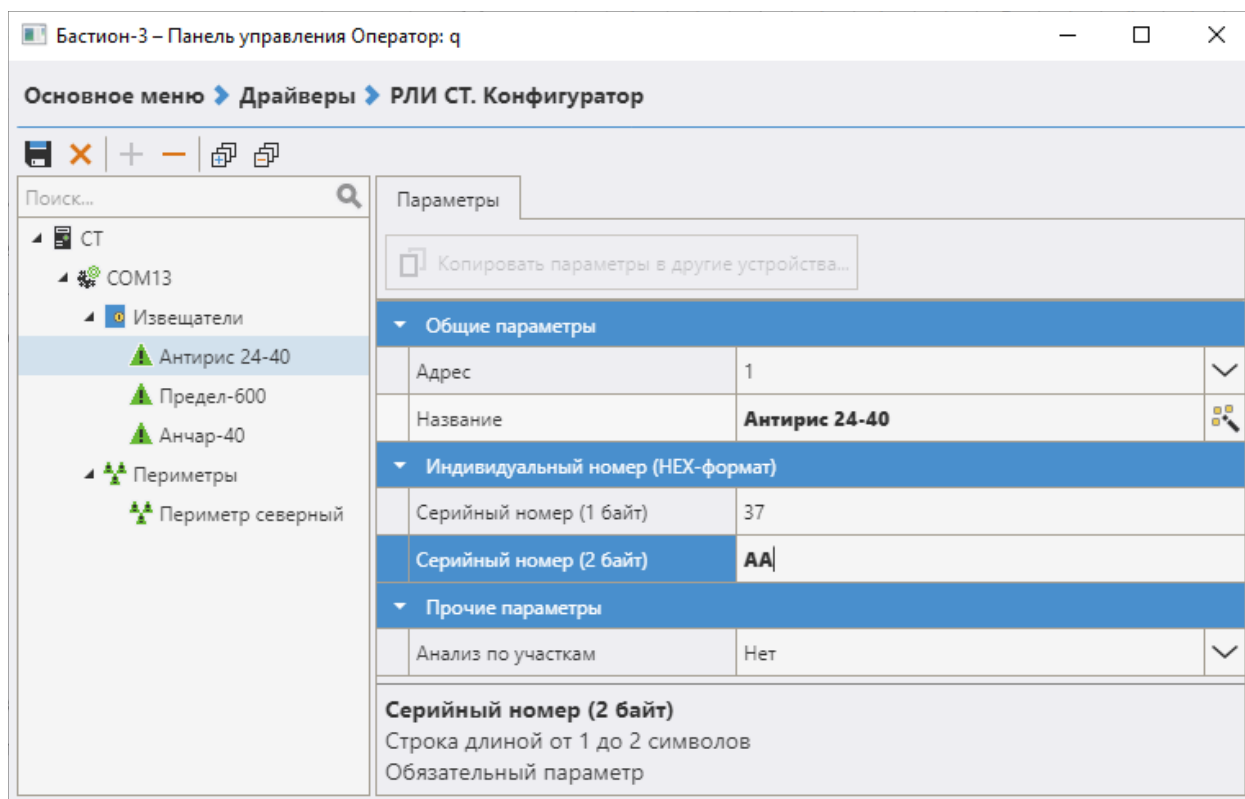 Бастион-3 – Панель управления Оператор: q
Основное меню Драйверы РЛИ СТ. Конфигуратор
Поиск...
СТ
COM13
Извещатели
Антирис 24-40
Предел-600
Анчар-40
Периметры
Периметр северный
Параметры
Копировать параметры в другие устройства...
Общие параметры
Адрес 1
Название Антирис 24-40
Индивидуальный номер (HEX-формат)
Серийный номер (1 байт) 37
Серийный номер (2 байт) AA
Прочие параметры
Анализ по участкам Нет
Серийный номер (2 байт)
Строка длиной от 1 до 2 символов
Обязательный параметр